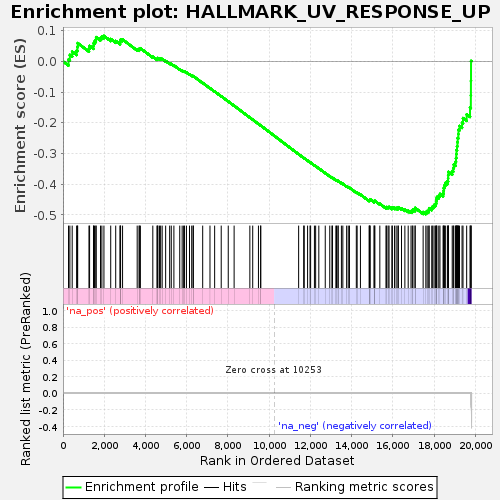 Enrichment plot: HALLMARK_UV_RESPONSE_UP
Enrichment score (ES)
0.1
0.0
-0.1
-0.2
-0.3
-0.4
-0.5
Ranked list metric (PreRanked)
'na_pos' (positively correlated)
1.0
0.8
0.6
0.4
0.2
0.0
-0.2
-0.4
Zero cross at 10253
'na_neg' (negatively correlated)
0
2,000
4,000
6,000
8,000
10,000
12,000
14,000
16,000
18,000
20,000
Rank in Ordered Dataset
Enrichment profile
Hits
Ranking metric scores